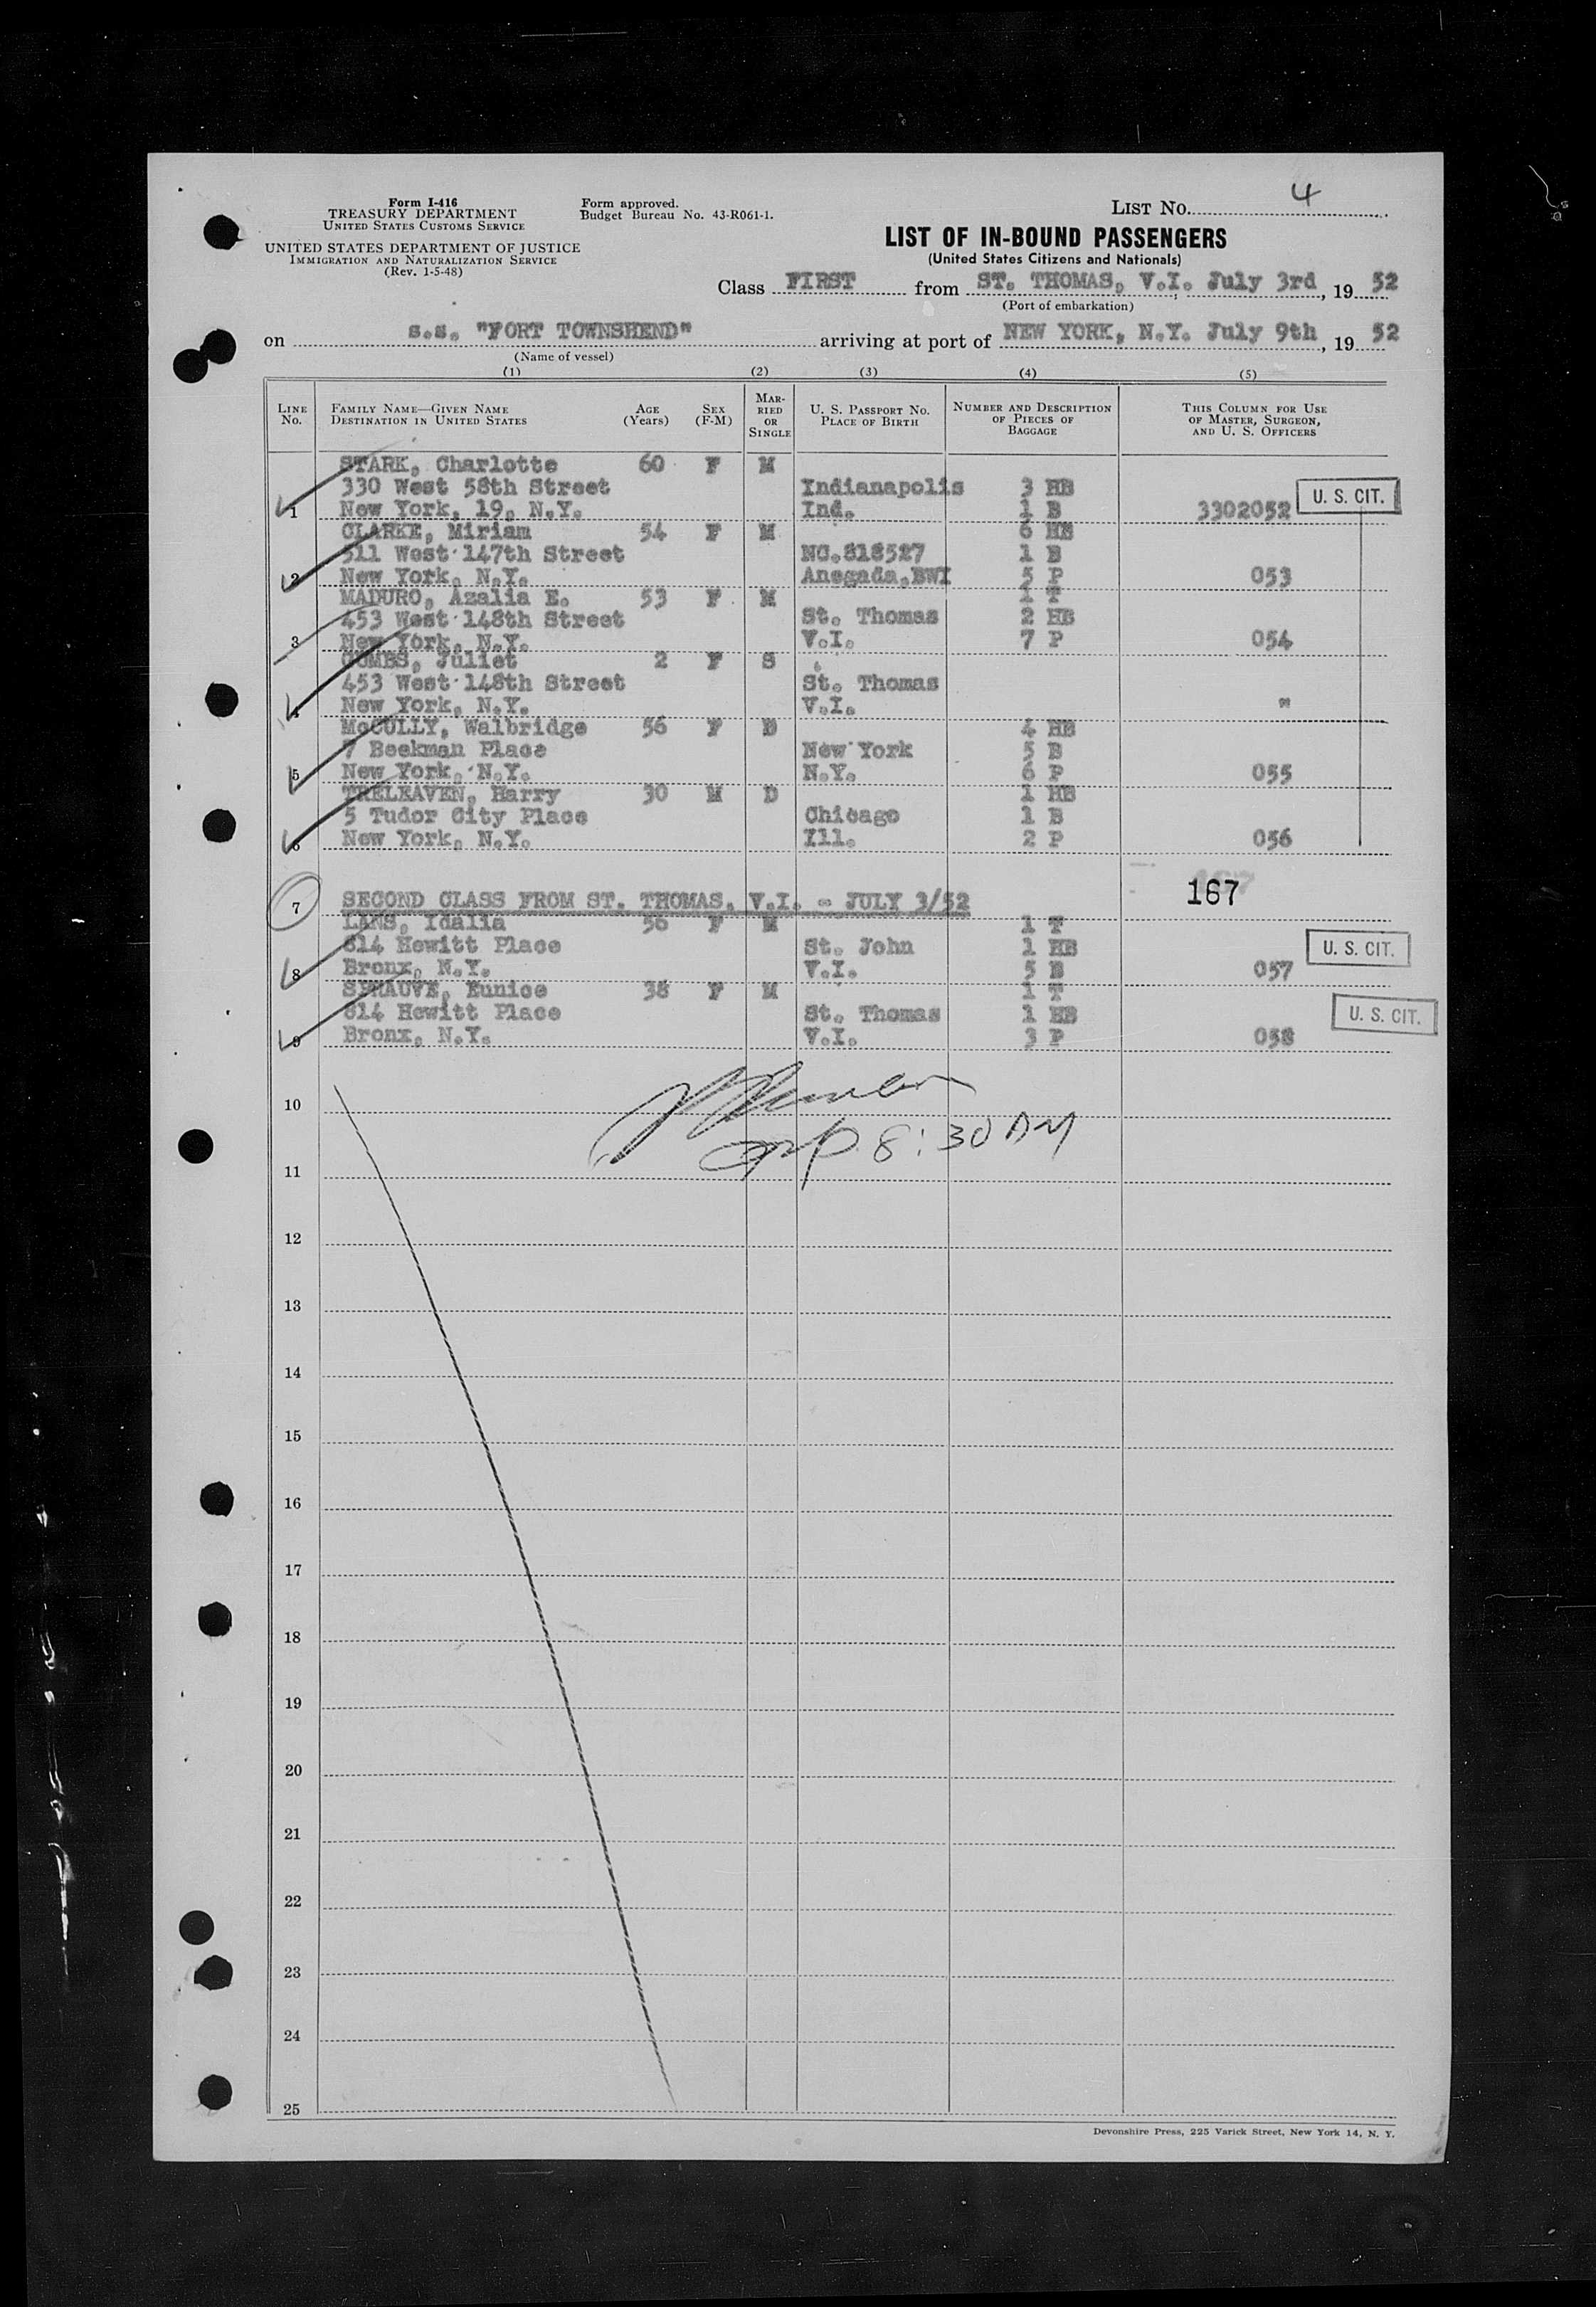 Form I-416
TREASURY DEPARTMENT
UNITED STATES CUSTOMS SERVICE
UNITED STATES DEPARTMENT OF JUSTICE
IMMIGRATION AND NATURALIZATION SERVICE
(Rev. 1-5-48)
Form approved.
Budget Bureau No. 43-R061-1.
LIST No. 4
LIST OF IN-BOUND PASSENGERS
(United States Citizens and Nationals)
Class FIRST from ST. THOMAS, V.I. July 3rd, 19 52
(Port of embarkation)
on s.s. "FORT TOWNSHEND" arriving at port of NEW YORK, N.Y. July 9th, 19 52
(Name of vessel)
(1) (2) (3) (4) (5)
LINE No.
FAMILY NAME—GIVEN NAME
DESTINATION IN UNITED STATES
AGE (Years)
SEX (F-M)
MARRIED OR SINGLE
U. S. PASSPORT NO.
PLACE OF BIRTH
NUMBER AND DESCRIPTION OF PIECES OF BAGGAGE
THIS COLUMN FOR USE OF MASTER, SURGEON, AND U. S. OFFICERS
STARK, Charlotte 60 F M
330 West 58th Street Indianapolis 3 HB U. S. CIT.
1 New York, 19, N.Y. Ind. 1 B 3302052
CLARKE, Miriam 54 F M 6 HB
511 West 147th Street NO.818527 1 B
2 New York, N.Y. Anegada,BWI 5 P 053
MADURO, Azalia E. 53 F M 1 T
453 West 148th Street St. Thomas 2 HB
3 New York, N.Y. V.I. 7 P 054
GUMBS, Juliet 2 F S
453 West 148th Street St. Thomas
4 New York, N.Y. V.I. "
McCULLY, Walbridge 56 F D 4 HB
7 Beekman Place New York 5 B
5 New York, N.Y. N.Y. 6 P 055
TRELEAVEN, Harry 30 M D 1 HB
5 Tudor City Place Chicago 1 B
6 New York, N.Y. Ill. 2 P 056
167
7 SECOND CLASS FROM ST. THOMAS, V.I. - JULY 3/52
LANS, Ydalia 56 F M 1 T
814 Hewitt Place St. John 1 HB U. S. CIT.
8 Bronx, N.Y. V.I. 5 B 057
SPRAUVE, Eunice 38 F M 1 T
814 Hewitt Place St. Thomas 1 HB U. S. CIT.
9 Bronx, N.Y. V.I. 3 P 058
10
8:30 AM
11
12
13
14
15
16
17
18
19
20
21
22
23
24
25
Devonshire Press, 225 Varick Street, New York 14, N. Y.